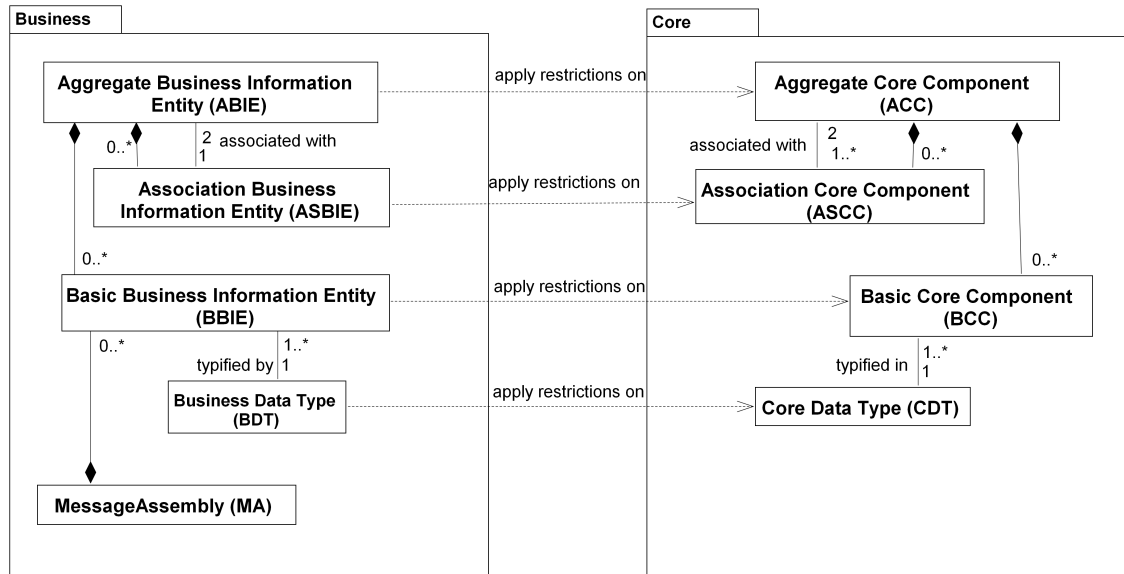 Business
Core
Aggregate Business Information
Entity (ABIE)
apply restrictions on
Aggregate Core Component
(ACC)
0..*
2
associated with
1
associated with
2
1..*
0..*
Association Business
Information Entity (ASBIE)
apply restrictions on
Association Core Component
(ASCC)
0..*
0..*
Basic Business Information Entity
(BBIE)
apply restrictions on
Basic Core Component
(BCC)
0..*
1..*
typified by
1
1..*
typified in
1
Business Data Type
(BDT)
apply restrictions on
Core Data Type (CDT)
MessageAssembly (MA)